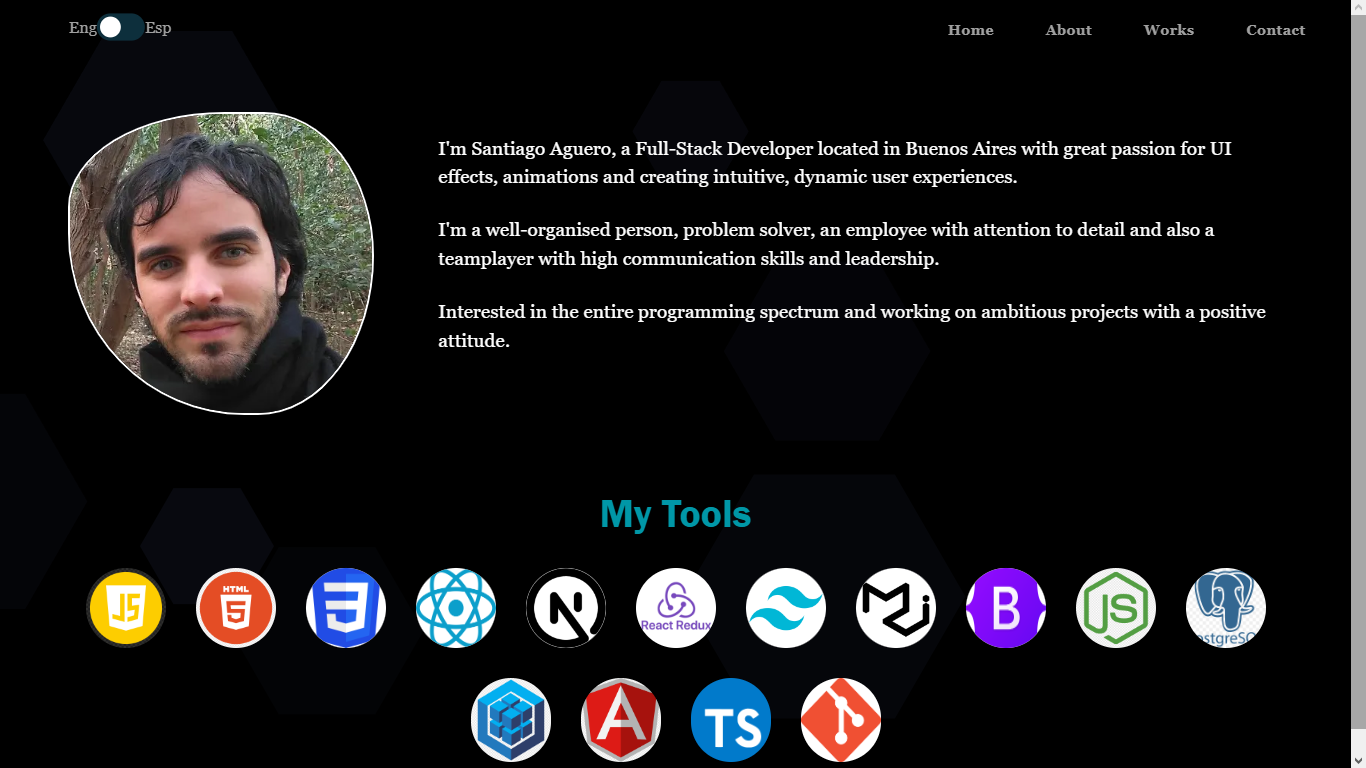 Eng Esp Home About Works Contact
I'm Santiago Aguero, a Full-Stack Developer located in Buenos Aires with great passion for UI
effects, animations and creating intuitive, dynamic user experiences.
I'm a well-organised person, problem solver, an employee with attention to detail and also a
teamplayer with high communication skills and leadership.
Interested in the entire programming spectrum and working on ambitious projects with a positive
attitude.
My Tools
JS HTML 5 3 N React Redux B JS ostgreSQ
A TS